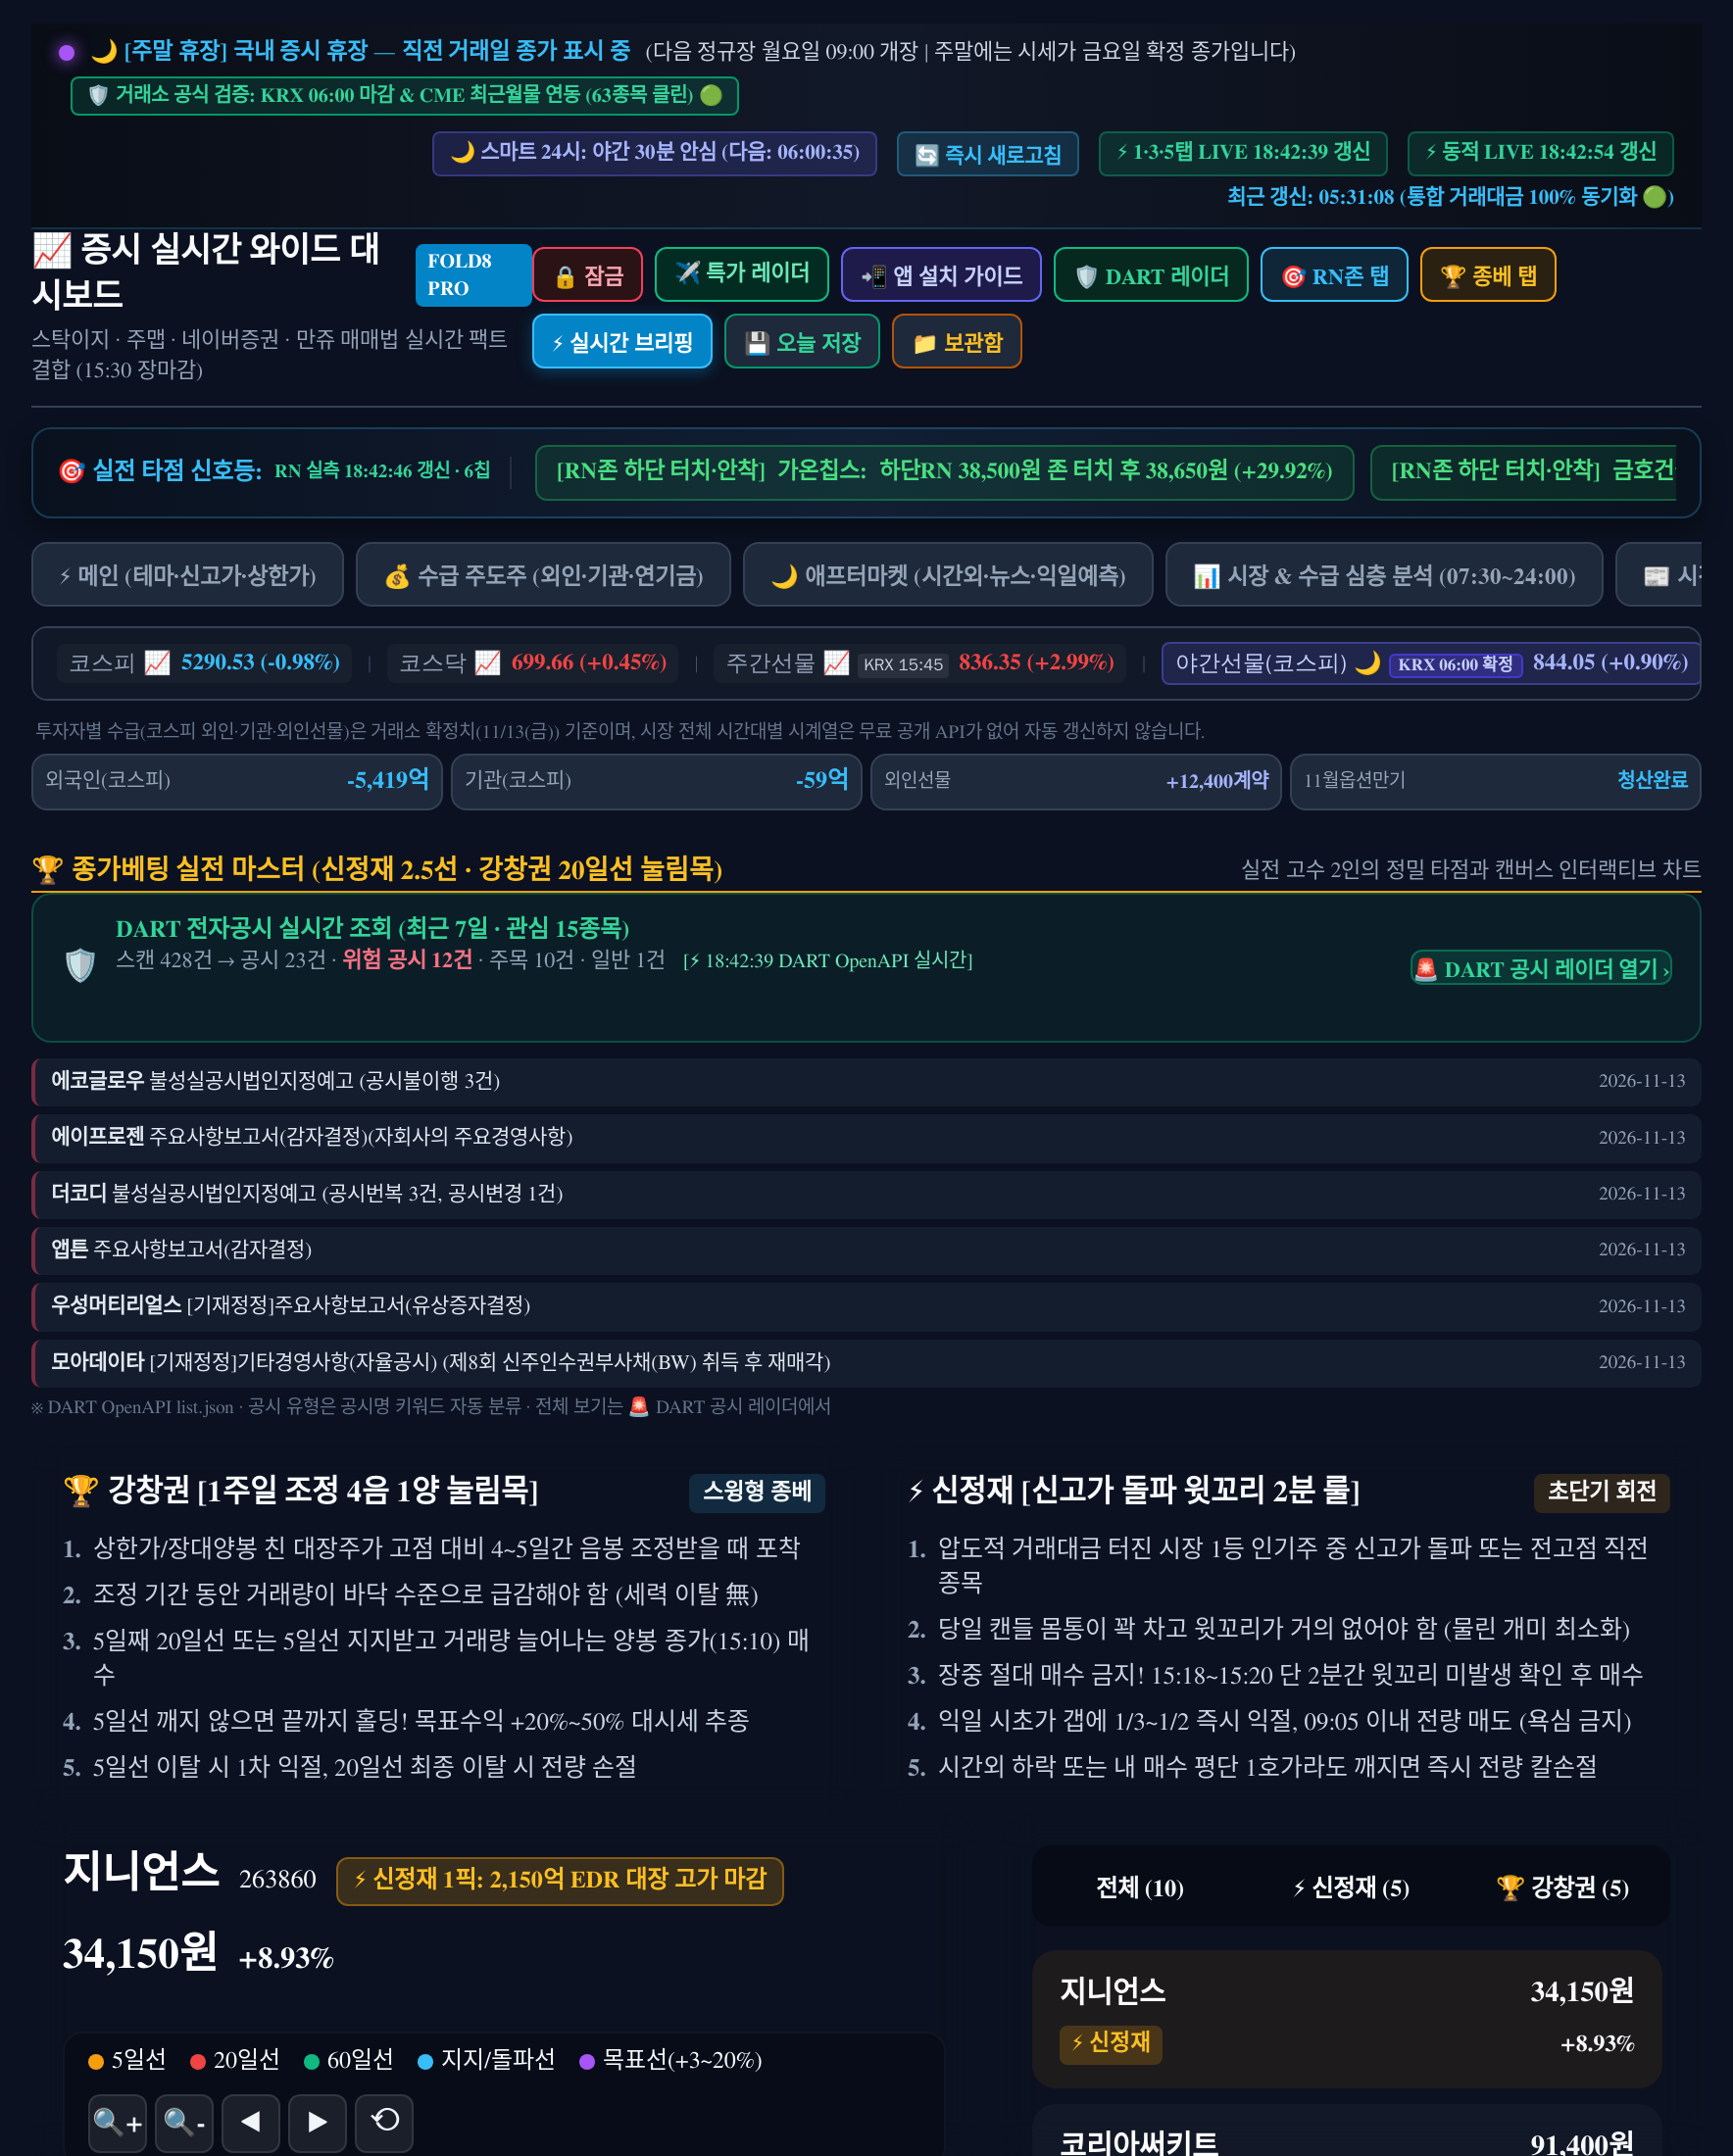 🌙 [주말 휴장] 국내 증시 휴장 — 직전 거래일 종가 표시 중 (다음 정규장 월요일 09:00 개장 | 주말에는 시세가 금요일 확정 종가입니다)
🛡️ 거래소 공식 검증: KRX 06:00 마감 & CME 최근월물 연동 (63종목 클린) 🟢
🌙 스마트 24시: 야간 30분 안심 (다음: 06:00:35) 🔄 즉시 새로고침 ⚡ 1·3·5탭 LIVE 18:42:39 갱신 ⚡ 동적 LIVE 18:42:54 갱신
최근 갱신: 05:31:08 (통합 거래대금 100% 동기화 🟢)
📈 증시 실시간 와이드 대
시보드
FOLD8
PRO
스탁이지 · 주맵 · 네이버증권 · 만쥬 매매법 실시간 팩트
결합 (15:30 장마감)
🔒 잠금 ✈️ 특가 레이더 📲 앱 설치 가이드 🛡️ DART 레이더 🎯 RN존 탭 🏆 종베 탭
⚡ 실시간 브리핑 💾 오늘 저장 📁 보관함
🎯 실전 타점 신호등: RN 실측 18:42:46 갱신 · 6칩 [RN존 하단 터치·안착] 가온칩스: 하단RN 38,500원 존 터치 후 38,650원 (+29.92%) [RN존 하단 터치·안착] 금호건
⚡ 메인 (테마·신고가·상한가) 💰 수급 주도주 (외인·기관·연기금) 🌙 애프터마켓 (시간외·뉴스·익일예측) 📊 시장 & 수급 심층 분석 (07:30~24:00) 📰 시
코스피 📈 5290.53 (-0.98%) | 코스닥 📈 699.66 (+0.45%) | 주간선물 📈 KRX 15:45 836.35 (+2.99%) | 야간선물(코스피) 🌙 KRX 06:00 확정 844.05 (+0.90%)
투자자별 수급(코스피 외인·기관·외인선물)은 거래소 확정치(11/13(금)) 기준이며, 시장 전체 시간대별 시계열은 무료 공개 API가 없어 자동 갱신하지 않습니다.
외국인(코스피) -5,419억 기관(코스피) -59억 외인선물 +12,400계약 11월옵션만기 청산완료
🏆 종가베팅 실전 마스터 (신정재 2.5선 · 강창권 20일선 눌림목) 실전 고수 2인의 정밀 타점과 캔버스 인터랙티브 차트
🛡️ DART 전자공시 실시간 조회 (최근 7일 · 관심 15종목)
스캔 428건 → 공시 23건 · 위험 공시 12건 · 주목 10건 · 일반 1건 [⚡ 18:42:39 DART OpenAPI 실시간]
🚨 DART 공시 레이더 열기 ›
에코글로우 불성실공시법인지정예고 (공시불이행 3건) 2026-11-13
에이프로젠 주요사항보고서(감자결정)(자회사의 주요경영사항) 2026-11-13
더코디 불성실공시법인지정예고 (공시번복 3건, 공시변경 1건) 2026-11-13
앱튼 주요사항보고서(감자결정) 2026-11-13
우성머티리얼스 [기재정정]주요사항보고서(유상증자결정) 2026-11-13
모아데이타 [기재정정]기타경영사항(자율공시) (제8회 신주인수권부사채(BW) 취득 후 재매각) 2026-11-13
※ DART OpenAPI list.json · 공시 유형은 공시명 키워드 자동 분류 · 전체 보기는 🚨 DART 공시 레이더에서
🏆 강창권 [1주일 조정 4음 1양 눌림목] 스윙형 종베
1. 상한가/장대양봉 친 대장주가 고점 대비 4~5일간 음봉 조정받을 때 포착
2. 조정 기간 동안 거래량이 바닥 수준으로 급감해야 함 (세력 이탈 無)
3. 5일째 20일선 또는 5일선 지지받고 거래량 늘어나는 양봉 종가(15:10) 매
수
4. 5일선 깨지 않으면 끝까지 홀딩! 목표수익 +20%~50% 대시세 추종
5. 5일선 이탈 시 1차 익절, 20일선 최종 이탈 시 전량 손절
⚡ 신정재 [신고가 돌파 윗꼬리 2분 룰] 초단기 회전
1. 압도적 거래대금 터진 시장 1등 인기주 중 신고가 돌파 또는 전고점 직전
종목
2. 당일 캔들 몸통이 꽉 차고 윗꼬리가 거의 없어야 함 (물린 개미 최소화)
3. 장중 절대 매수 금지! 15:18~15:20 단 2분간 윗꼬리 미발생 확인 후 매수
4. 익일 시초가 갭에 1/3~1/2 즉시 익절, 09:05 이내 전량 매도 (욕심 금지)
5. 시간외 하락 또는 내 매수 평단 1호가라도 깨지면 즉시 전량 칼손절
지니언스 263860 ⚡ 신정재 1픽: 2,150억 EDR 대장 고가 마감
34,150원 +8.93%
5일선 20일선 60일선 지지/돌파선 목표선(+3~20%)
🔍+ 🔍- ◀ ▶ ⟲
전체 (10) ⚡ 신정재 (5) 🏆 강창권 (5)
지니언스 34,150원
⚡ 신정재 +8.93%
코리아써키트 91,400원